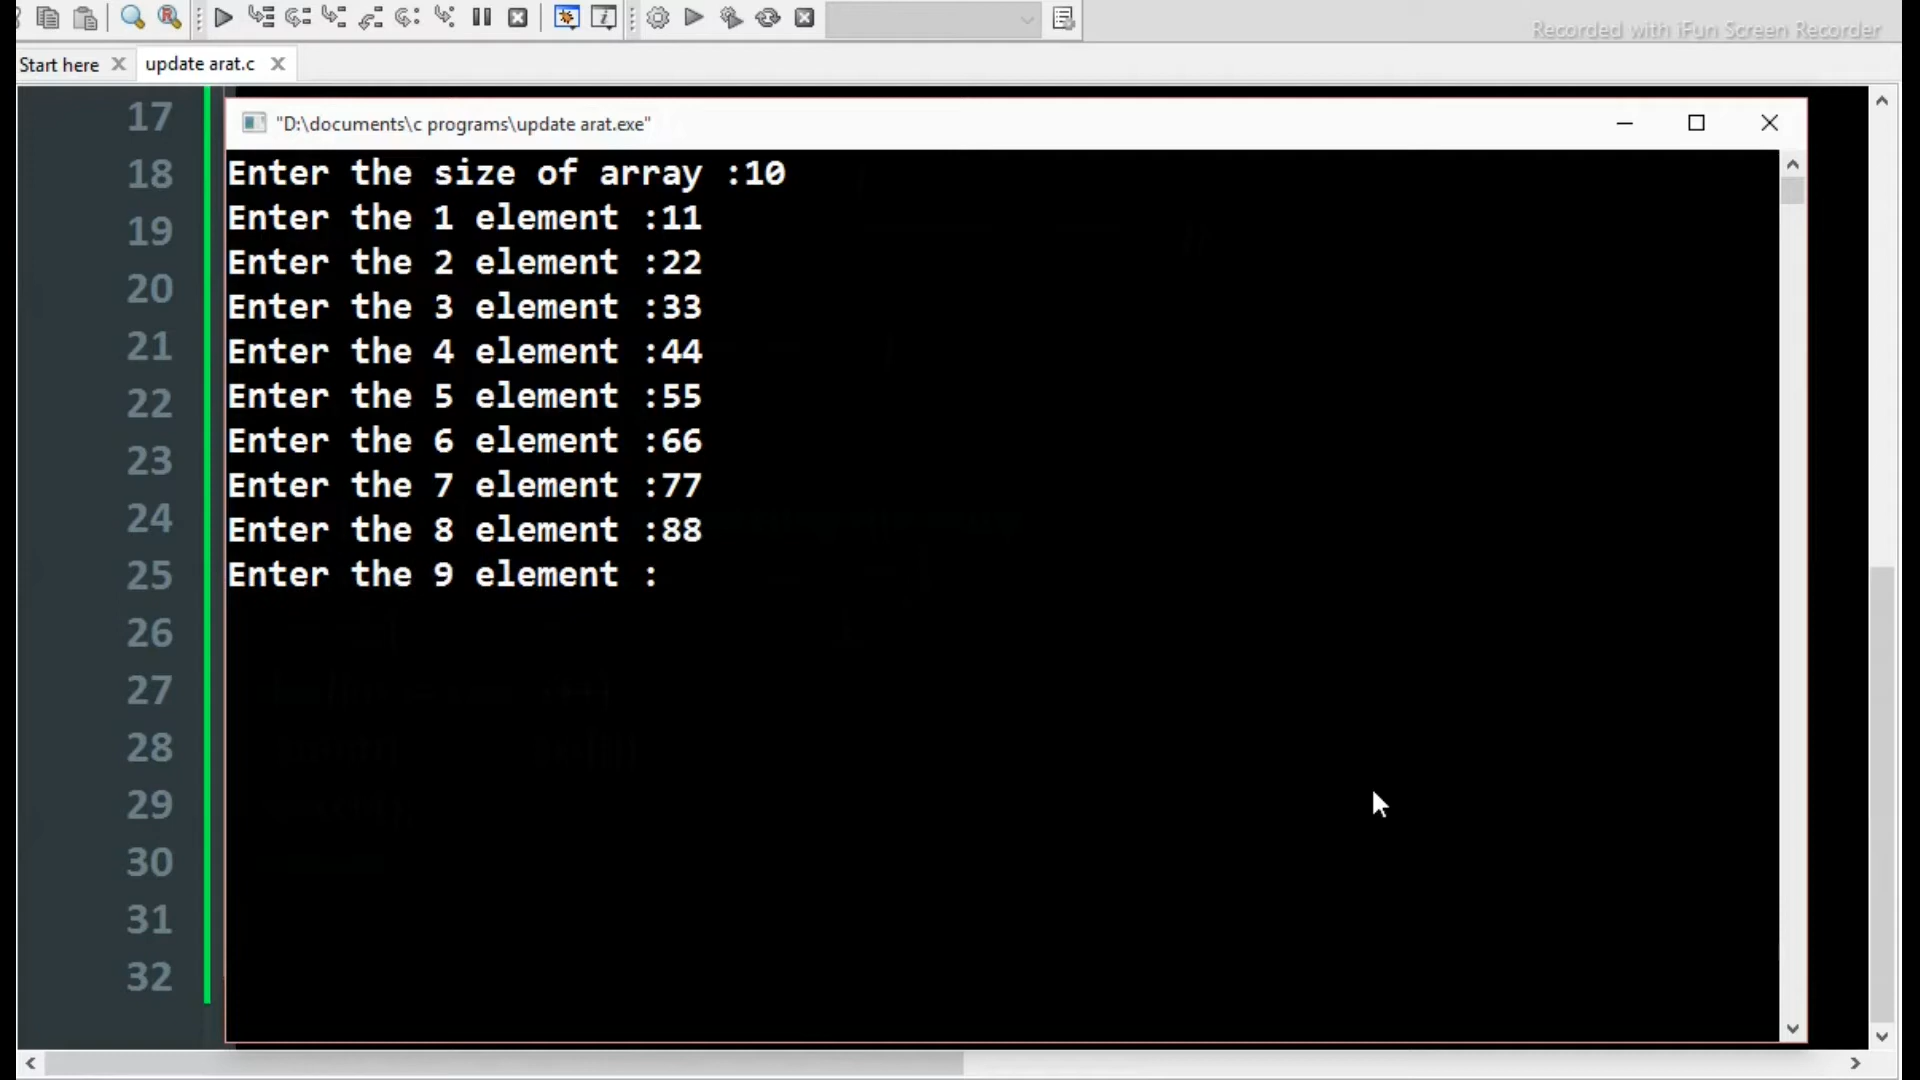 Recorded with iFun Screen Recorder
Start here
update arat.c
17
18
19
20
21
22
23
24
25
26
27
28
29
30
31
32
"D:\documents\c programs\update arat.exe"
Enter the size of array :10
Enter the 1 element :11
Enter the 2 element :22
Enter the 3 element :33
Enter the 4 element :44
Enter the 5 element :55
Enter the 6 element :66
Enter the 7 element :77
Enter the 8 element :88
Enter the 9 element :